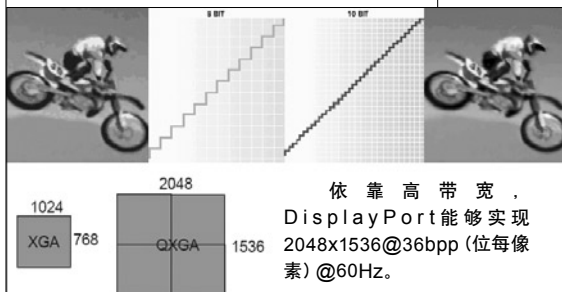 8 BIT
10 BIT
1024
XGA
768
2048
QXGA
1536
依靠高带宽，
DisplayPort能够实现
2048x1536@36bpp（位每像
素）@60Hz。